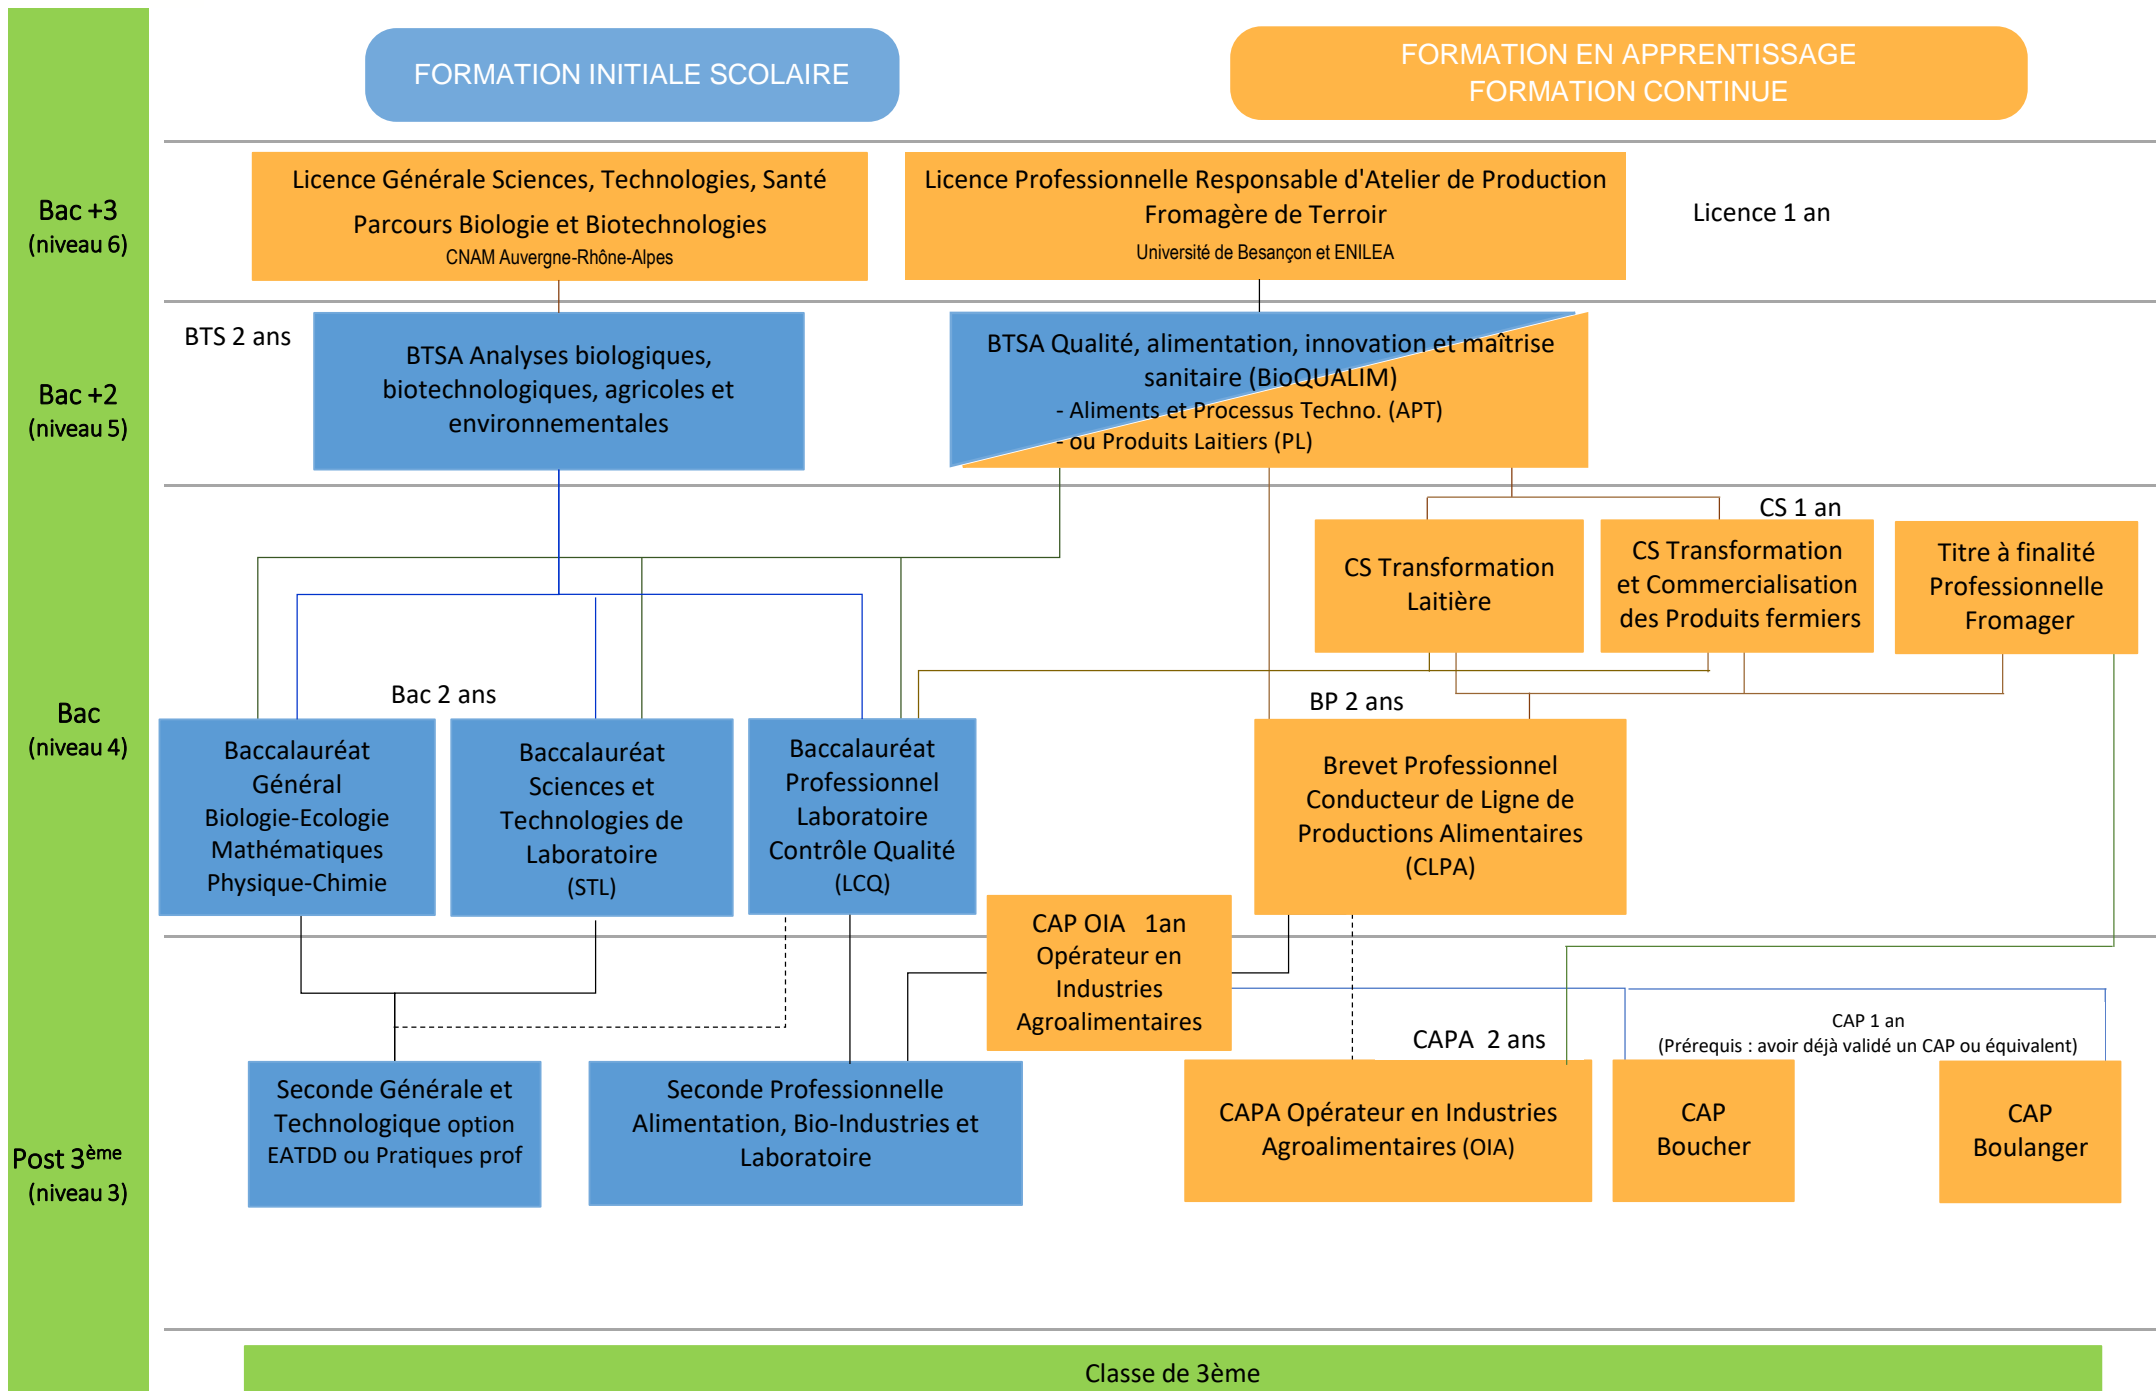 FORMATION INITIALE SCOLAIRE
FORMATION EN APPRENTISSAGE
FORMATION CONTINUE
Bac +3
(niveau 6)
Licence Générale Sciences, Technologies, Santé
Parcours Biologie et Biotechnologies
CNAM Auvergne-Rhône-Alpes
Licence Professionnelle Responsable d'Atelier de Production
Fromagère de Terroir
Université de Besançon et ENILEA
Licence 1 an
Bac +2
(niveau 5)
BTS 2 ans
BTSA Analyses biologiques,
biotechnologiques, agricoles et
environnementales
BTSA Qualité, alimentation, innovation et maîtrise
sanitaire (BioQUALIM)
- Aliments et Processus Techno. (APT)
- ou Produits Laitiers (PL)
CS 1 an
CS Transformation
Laitière
CS Transformation
et Commercialisation
des Produits fermiers
Titre à finalité
Professionnelle
Fromager
Bac
(niveau 4)
Bac 2 ans
BP 2 ans
Baccalauréat
Général
Biologie-Ecologie
Mathématiques
Physique-Chimie
Baccalauréat
Sciences et
Technologies de
Laboratoire
(STL)
Baccalauréat
Professionnel
Laboratoire
Contrôle Qualité
(LCQ)
Brevet Professionnel
Conducteur de Ligne de
Productions Alimentaires
(CLPA)
CAP OIA 1an
Opérateur en
Industries
Agroalimentaires
CAPA 2 ans
CAP 1 an
(Prérequis : avoir déjà validé un CAP ou équivalent)
Post 3ème
(niveau 3)
Seconde Générale et
Technologique option
EATDD ou Pratiques prof
Seconde Professionnelle
Alimentation, Bio-Industries et
Laboratoire
CAPA Opérateur en Industries
Agroalimentaires (OIA)
CAP
Boucher
CAP
Boulanger
Classe de 3ème